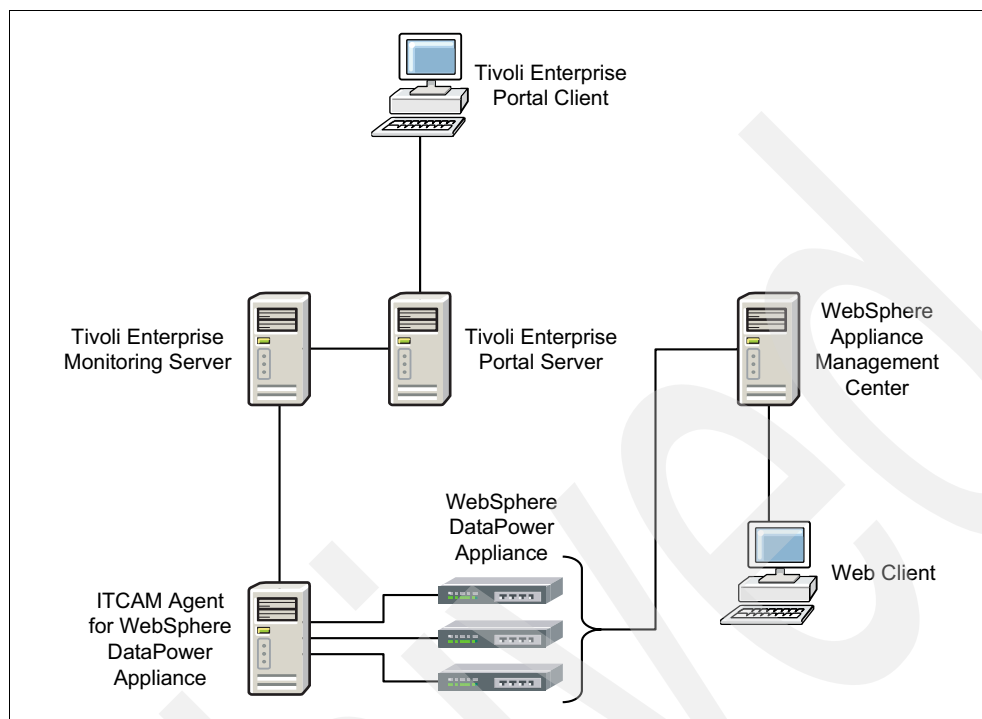 Tivoli Enterprise
Portal Client
Tivoli Enterprise
Monitoring Server
Tivoli Enterprise
Portal Server
WebSphere
Appliance
Management
Center
WebSphere
DataPower
Appliance
ITCAM Agent
for WebSphere
DataPower
Appliance
Web Client